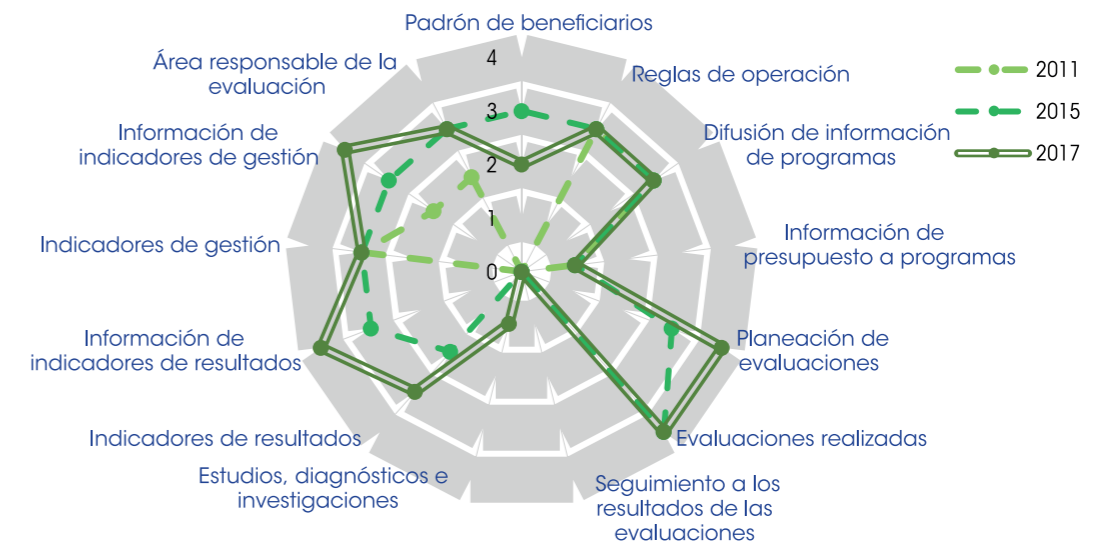 Padrón de beneficiarios
Reglas de operación
Difusión de información
de programas
Información de
presupuesto a programas
Planeación de
evaluaciones
Evaluaciones realizadas
Seguimiento a los
resultados de las
evaluaciones
Estudios, diagnósticos e
investigaciones
Indicadores de resultados
Información de
indicadores de resultados
Indicadores de gestión
Información de
indicadores de gestión
Área responsable de la
evaluación
4
3
2
1
0
2011
2015
2017